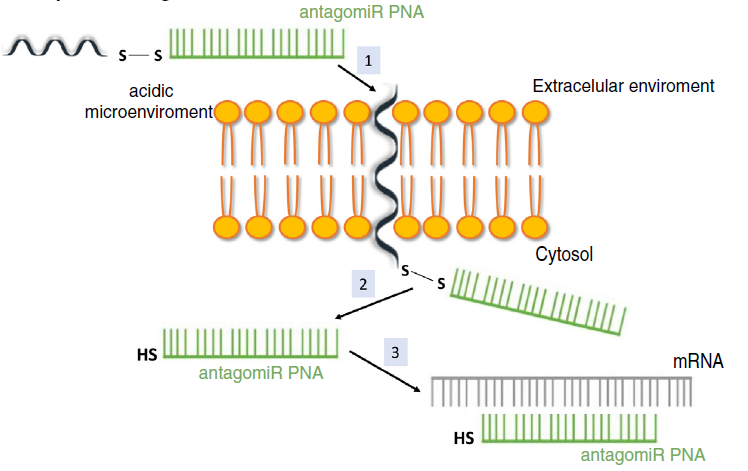 antagomiR PNA
S — S
1
acidic
microenviroment
Extracelular enviroment
Cytosol
S
S
2
HS
antagomiR PNA
3
mRNA
HS
antagomiR PNA